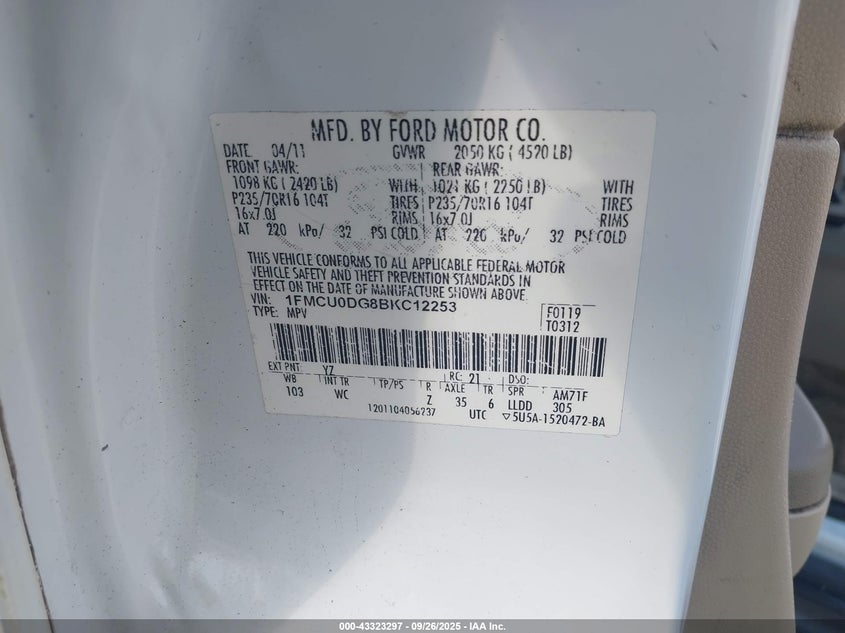 MFD. BY FORD MOTOR CO.
DATE 04/11 GVWR 2050 KG ( 4520 LB)
FRONT GAWR: REAR GAWR:
1098 KG ( 2420 LB) WITH 1021 KG ( 2250 LB) WITH
P235/70R16 104T TIRES P235/70R16 104T TIRES
16x7.0J RIMS 16x7.0J RIMS
AT 220 kPa/ 32 PSI COLD AT 220 kPa/ 32 PSI COLD
THIS VEHICLE CONFORMS TO ALL APPLICABLE FEDERAL MOTOR
VEHICLE SAFETY AND THEFT PREVENTION STANDARDS IN
EFFECT ON THE DATE OF MANUFACTURE SHOWN ABOVE.
VIN: 1FMCU0DG8BKC12253 F0119
TYPE: MPV T0312
EXT PNT YZ RC: 21 DSO:
WB INT TR TP/PS R AXLE TR SPR AM71F
103 WC Z 35 6 LLDD 305
1201104056237 UTC ▽5U5A-1520472-BA
000-43323297 - 09/26/2025 - IAA Inc.